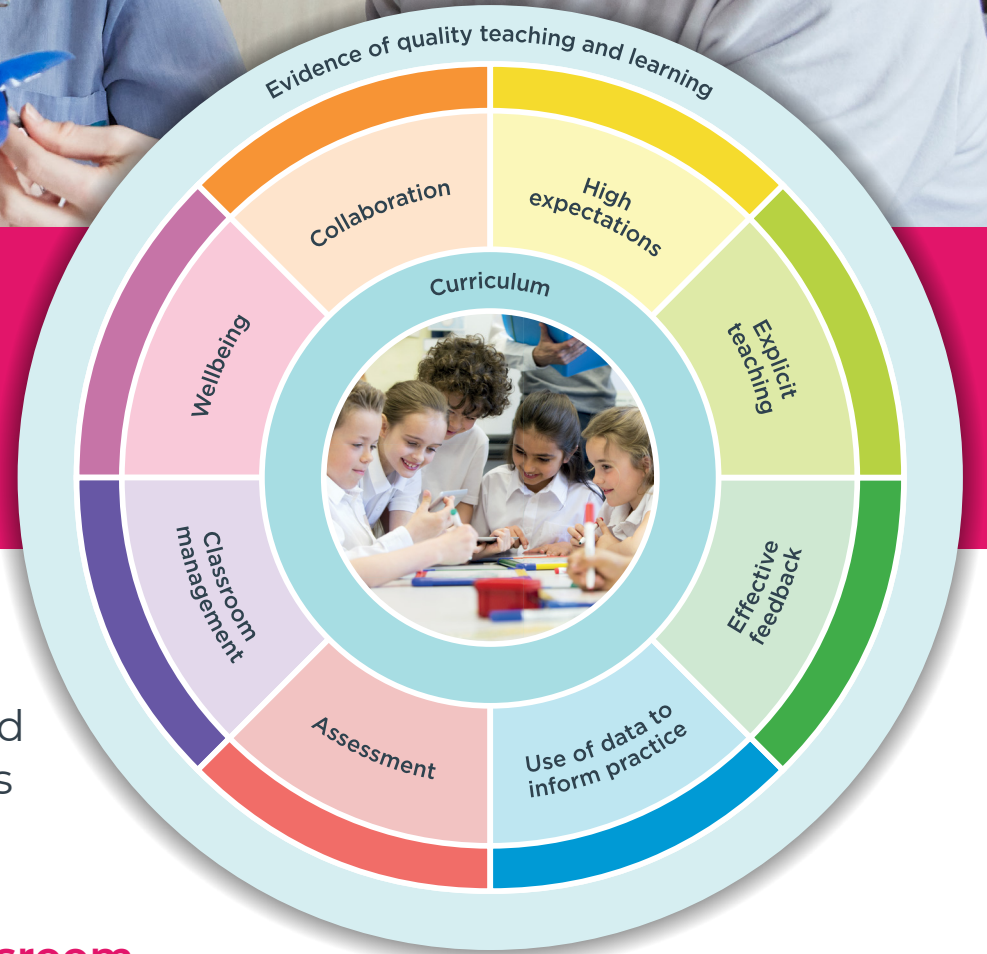 Evidence of quality teaching and learning
Collaboration
High
expectations
Curriculum
Wellbeing
Explicit
teaching
Classroom
management
Effective
feedback
Assessment
Use of data to
inform practice
d
s